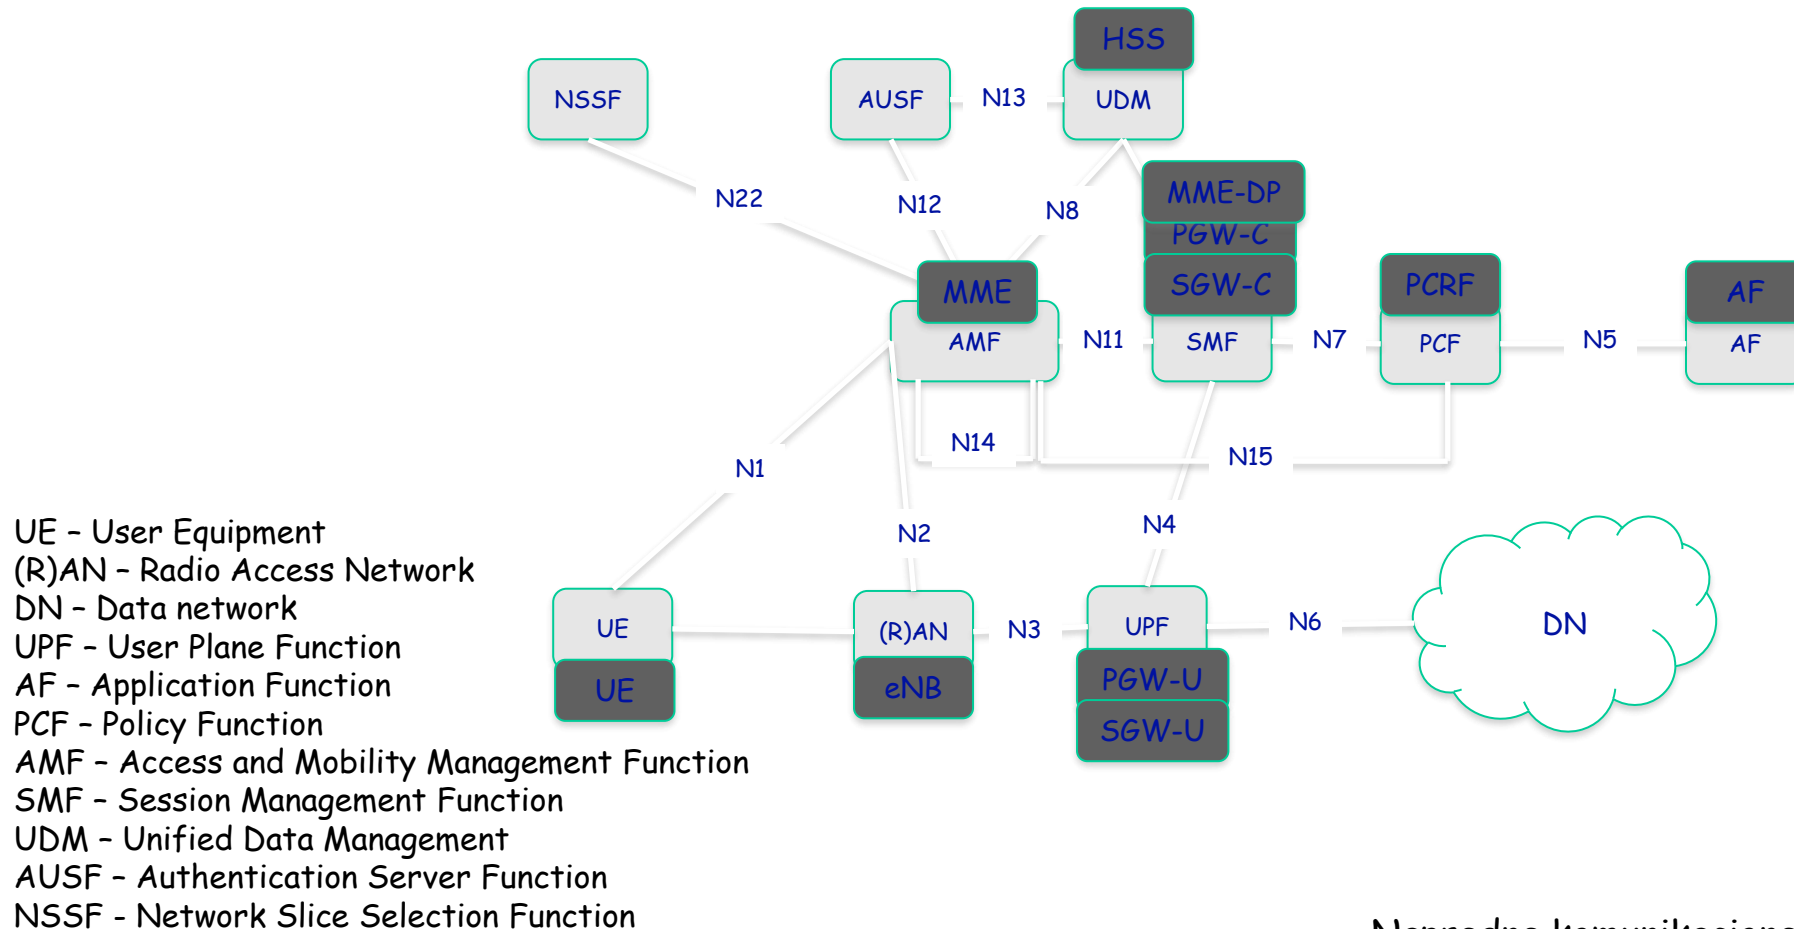 HSS
NSSF
AUSF
N13
UDM
MME-DP
N22
N12
N8
PGW-C
MME
SGW-C
PCRF
AF
AMF
N11
SMF
N7
PCF
N5
AF
N14
N15
N1
N2
N4
UE – User Equipment
(R)AN – Radio Access Network
DN – Data network
UPF – User Plane Function
AF – Application Function
PCF – Policy Function
AMF – Access and Mobility Management Function
SMF – Session Management Function
UDM – Unified Data Management
AUSF – Authentication Server Function
NSSF - Network Slice Selection Function
UE
(R)AN
N3
UPF
N6
DN
UE
eNB
PGW-U
SGW-U